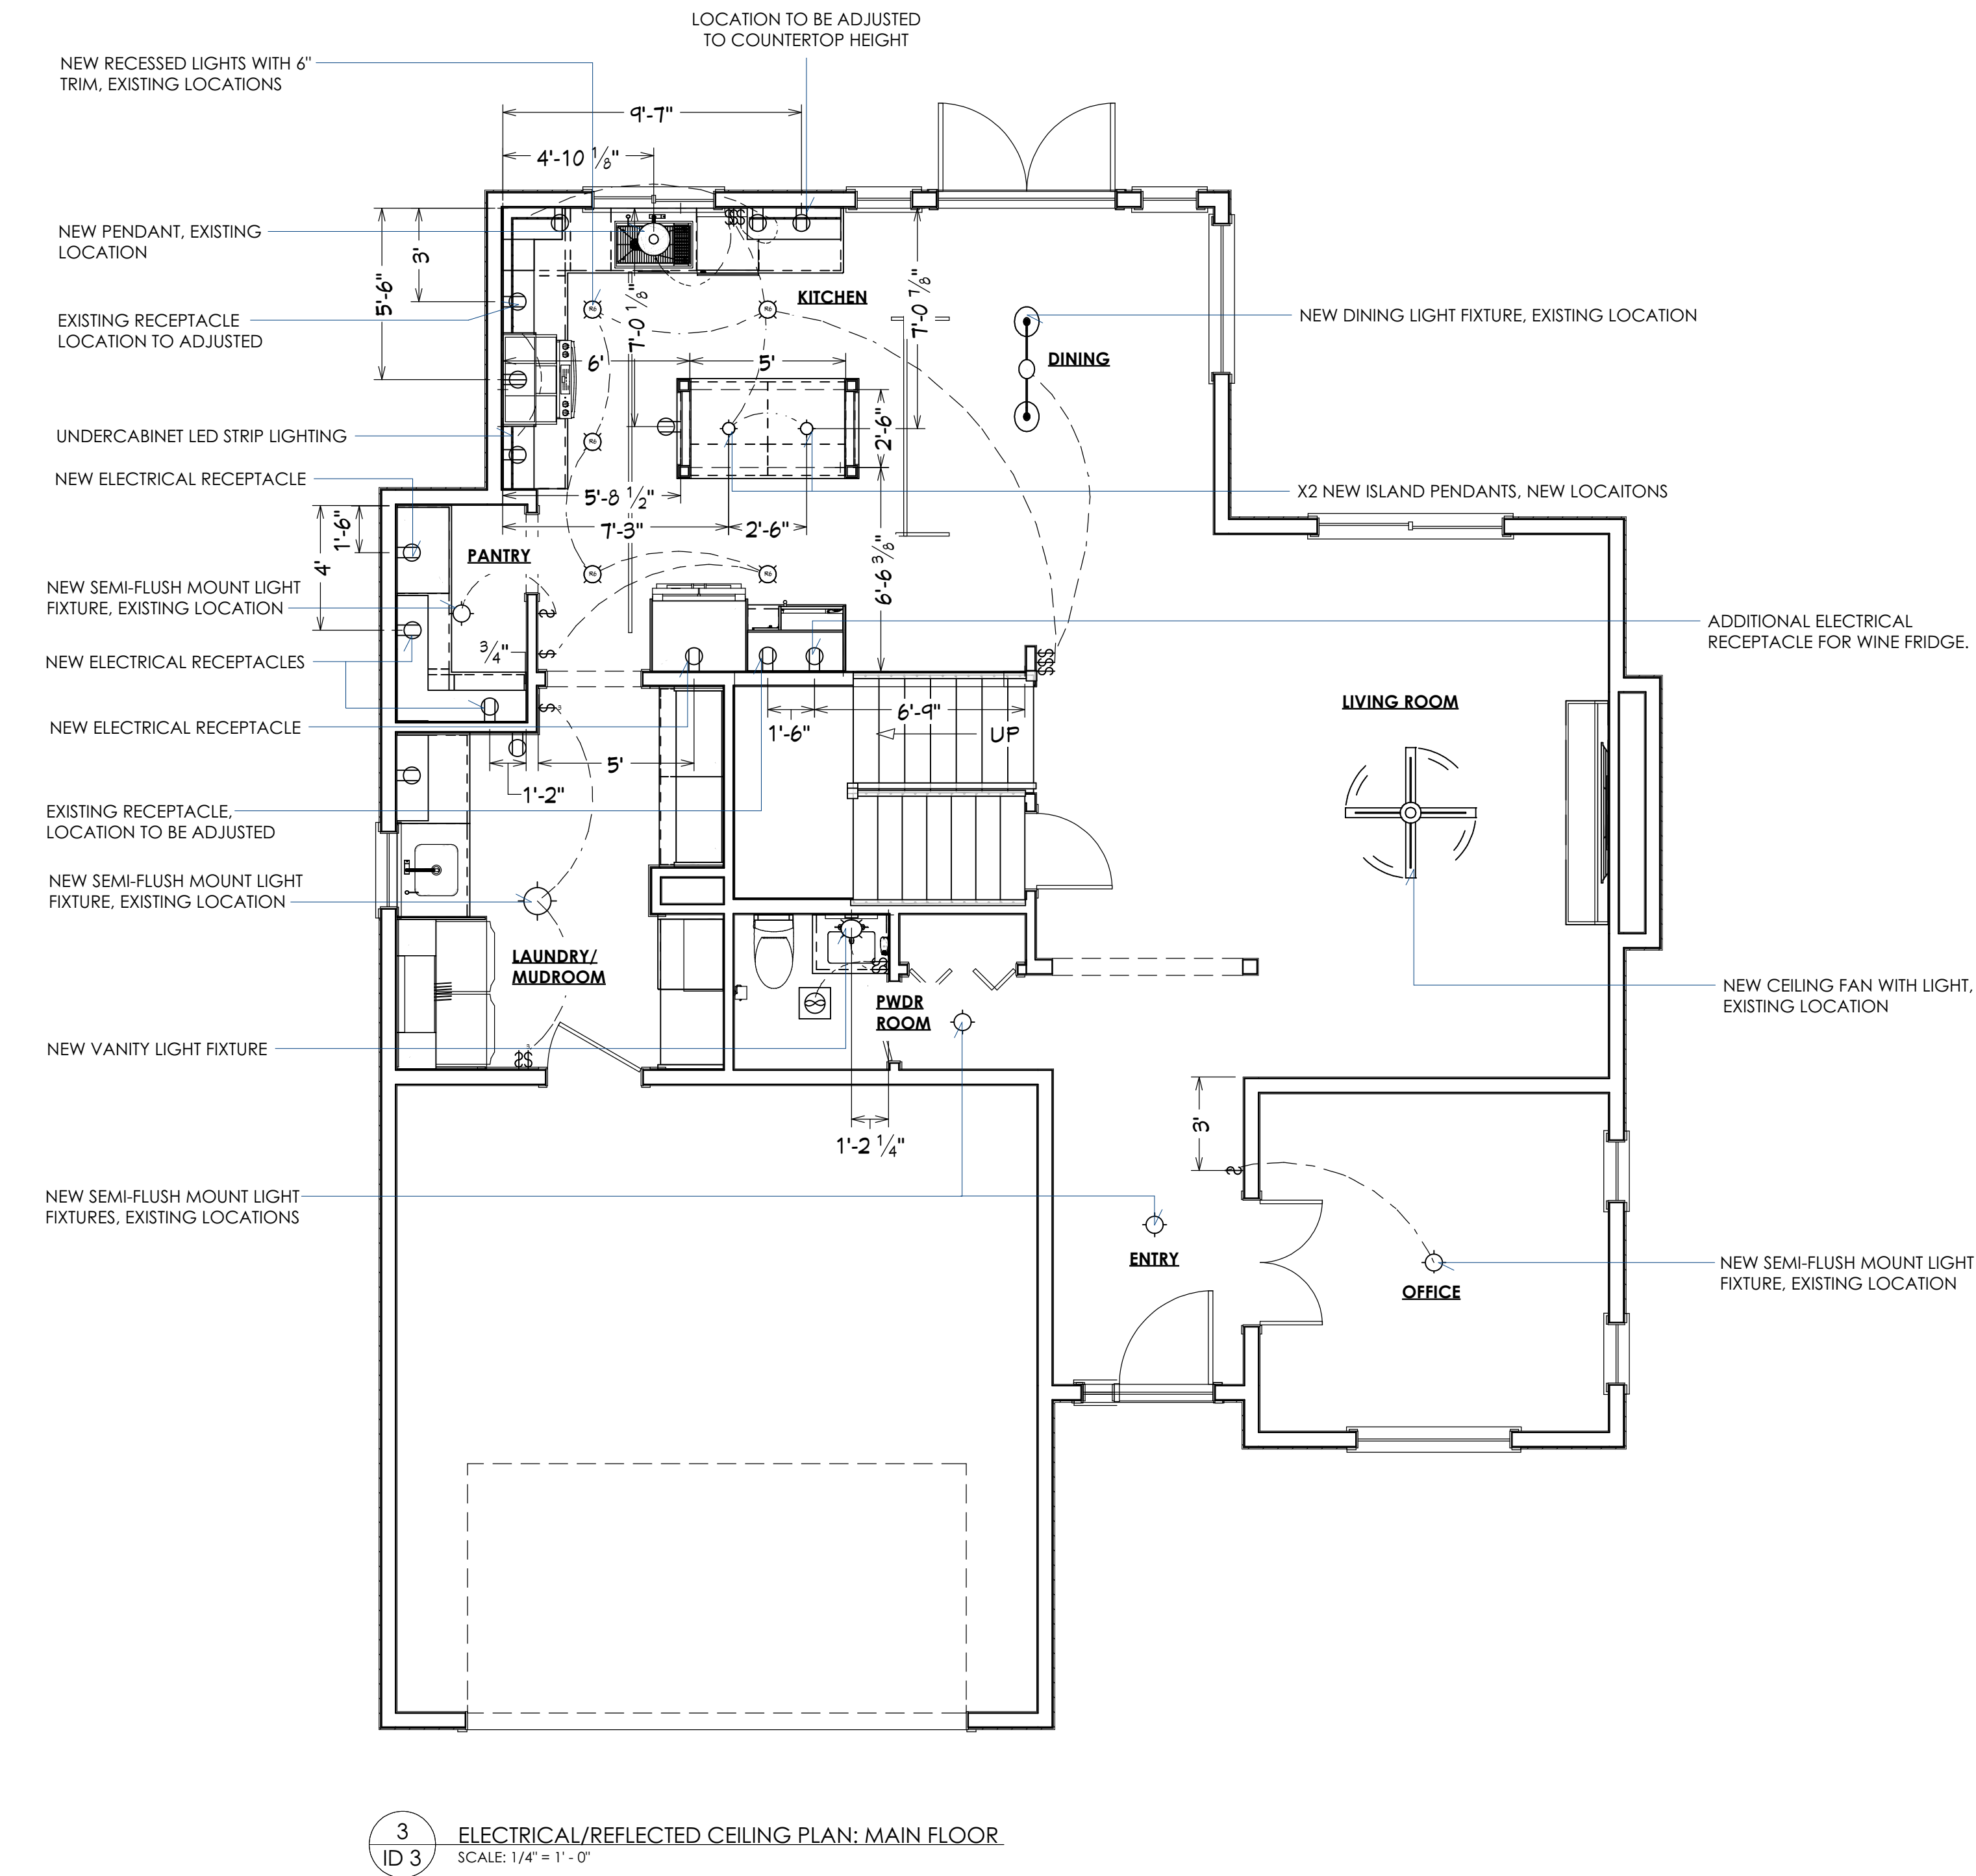 LOCATION TO BE ADJUSTED
TO COUNTERTOP HEIGHT
NEW RECESSED LIGHTS WITH 6"
TRIM, EXISTING LOCATIONS
9'-7"
4'-10 1/8"
NEW PENDANT, EXISTING
LOCATION
3'
5'-6"
7'-0 1/8"
7'-0 7/8"
KITCHEN
R6
R6
EXISTING RECEPTACLE
LOCATION TO ADJUSTED
NEW DINING LIGHT FIXTURE, EXISTING LOCATION
DINING
6'
5'
2'-6"
UNDERCABINET LED STRIP LIGHTING
R6
NEW ELECTRICAL RECEPTACLE
5'-8 1/2"
X2 NEW ISLAND PENDANTS, NEW LOCAITONS
7'-3"
2'-6"
1'-6"
4'
PANTRY
6'-6 3/8"
R6
R6
NEW SEMI-FLUSH MOUNT LIGHT
FIXTURE, EXISTING LOCATION
$
ADDITIONAL ELECTRICAL
RECEPTACLE FOR WINE FRIDGE.
NEW ELECTRICAL RECEPTACLES
3/4"
$
$$$
LIVING ROOM
$3
6'-9"
1'-6"
UP
NEW ELECTRICAL RECEPTACLE
5'
1'-2"
EXISTING RECEPTACLE,
LOCATION TO BE ADJUSTED
NEW SEMI-FLUSH MOUNT LIGHT
FIXTURE, EXISTING LOCATION
LAUNDRY/
MUDROOM
$$
NEW CEILING FAN WITH LIGHT,
EXISTING LOCATION
PWDR
ROOM
NEW VANITY LIGHT FIXTURE
$$3
3'
1'-2 1/4"
$
NEW SEMI-FLUSH MOUNT LIGHT
FIXTURES, EXISTING LOCATIONS
ENTRY
NEW SEMI-FLUSH MOUNT LIGHT
FIXTURE, EXISTING LOCATION
OFFICE
3
ID 3
ELECTRICAL/REFLECTED CEILING PLAN: MAIN FLOOR
SCALE: 1/4" = 1' - 0"